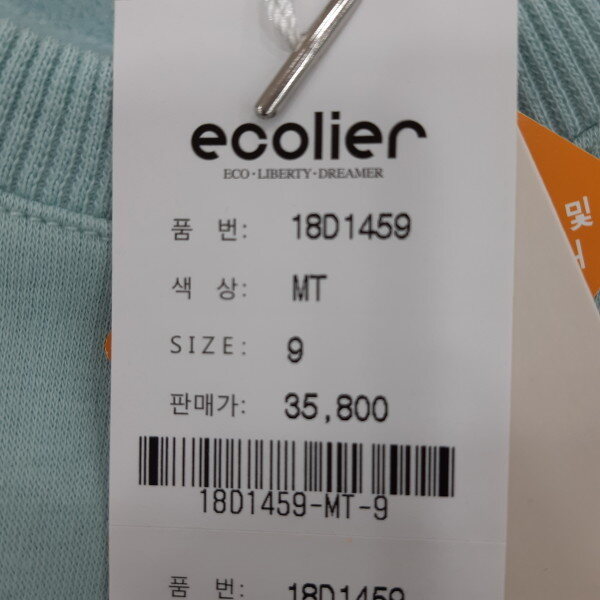 ecolier
ECO·LIBERTY·DREAMER
품 번: 18D1459
색 상: MT
SIZE: 9
판매가: 35,800
18D1459-MT-9
품 번: 18D1459
및